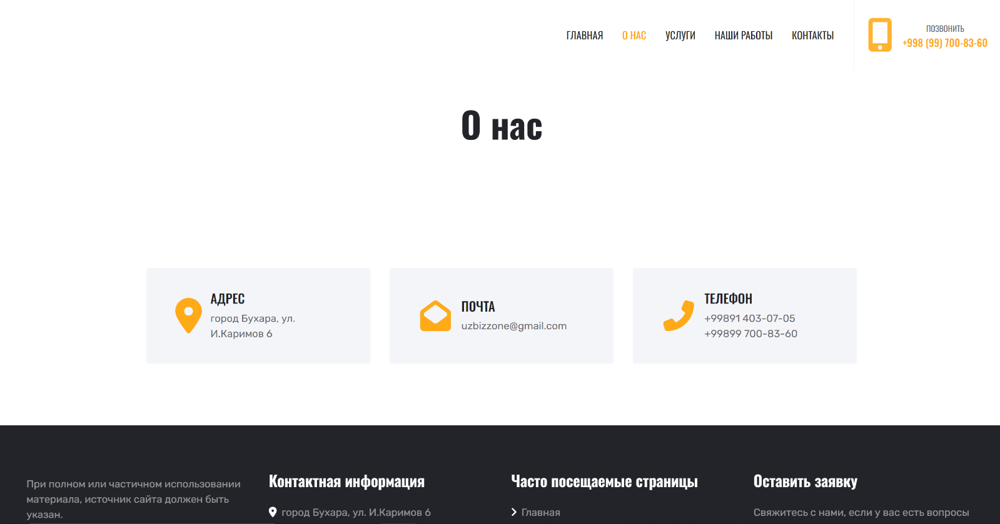 ГЛАВНАЯ О НАС УСЛУГИ НАШИ РАБОТЫ КОНТАКТЫ
ПОЗВОНИТЬ
+998 (99) 700-83-60
О нас
АДРЕС
город Бухара, ул.
И.Каримов 6
ПОЧТА
uzbizzone@gmail.com
ТЕЛЕФОН
+99891 403-07-05
+99899 700-83-60
При полном или частичном использовании
материала, источник сайта должен быть
указан.
Контактная информация
город Бухара, ул. И.Каримов 6
Часто посещаемые страницы
Главная
Оставить заявку
Свяжитесь с нами, если у вас есть вопросы